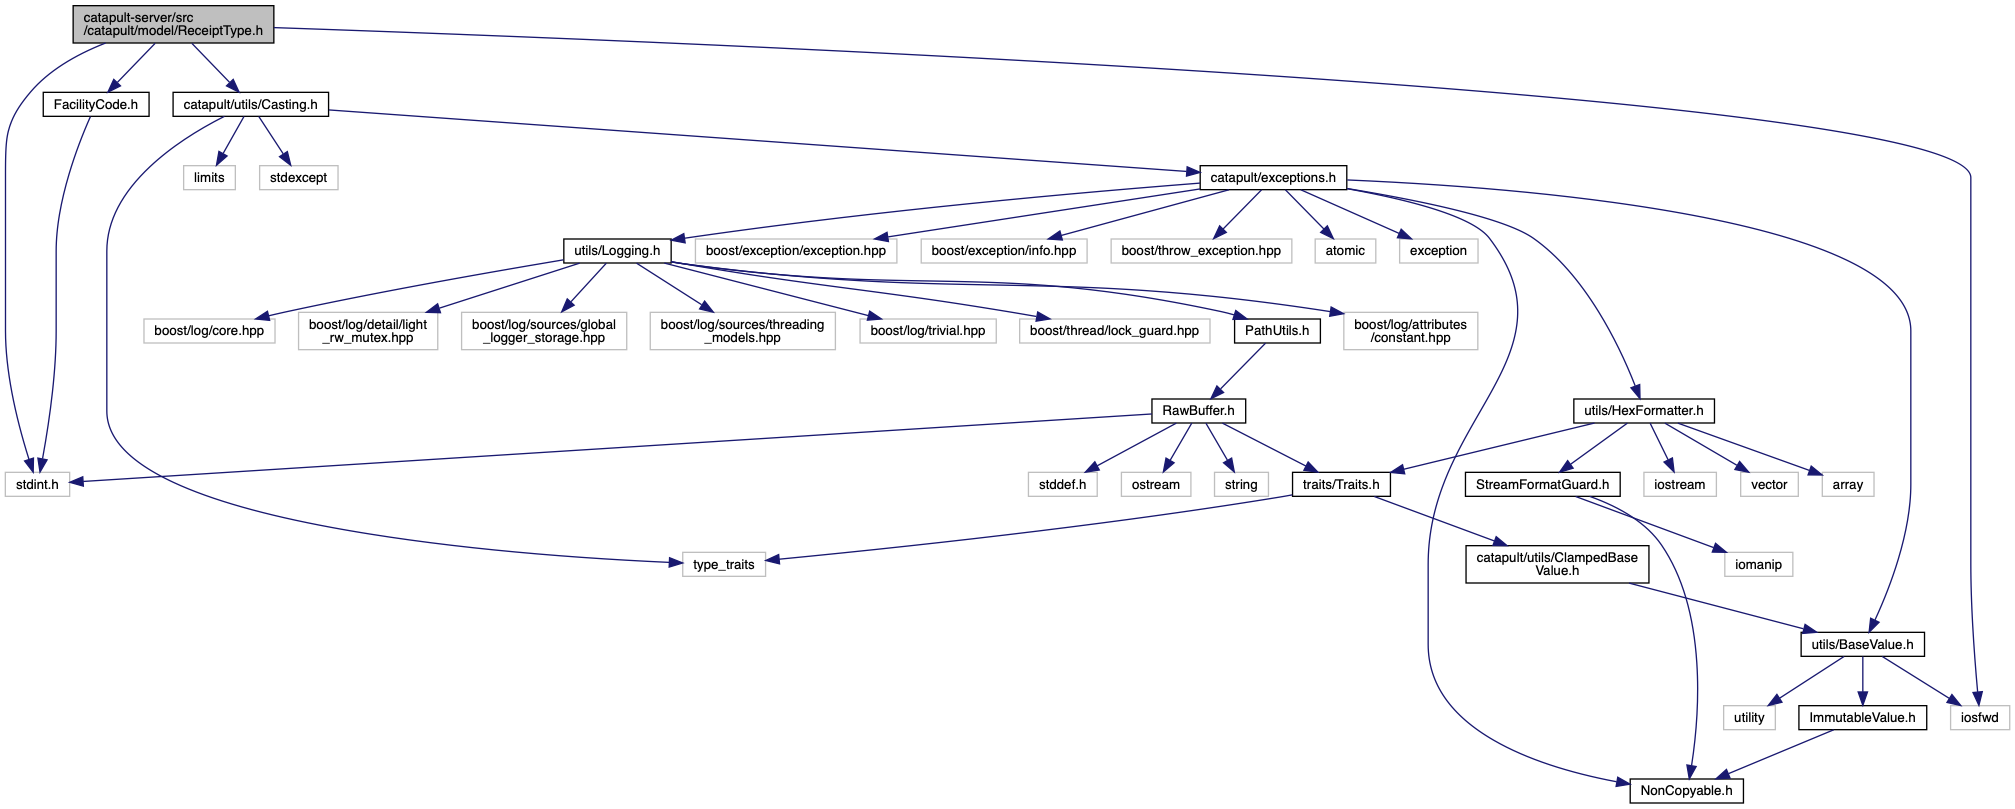 catapult-server/src
/catapult/model/ReceiptType.h
FacilityCode.h
catapult/utils/Casting.h
limits
stdexcept
catapult/exceptions.h
utils/Logging.h
boost/exception/exception.hpp
boost/exception/info.hpp
boost/throw_exception.hpp
atomic
exception
boost/log/core.hpp
boost/log/detail/light
_rw_mutex.hpp
boost/log/sources/global
_logger_storage.hpp
boost/log/sources/threading
_models.hpp
boost/log/trivial.hpp
boost/thread/lock_guard.hpp
PathUtils.h
boost/log/attributes
/constant.hpp
RawBuffer.h
utils/HexFormatter.h
stdint.h
stddef.h
ostream
string
traits/Traits.h
StreamFormatGuard.h
iostream
vector
array
type_traits
catapult/utils/ClampedBase
Value.h
iomanip
utils/BaseValue.h
utility
ImmutableValue.h
iosfwd
NonCopyable.h